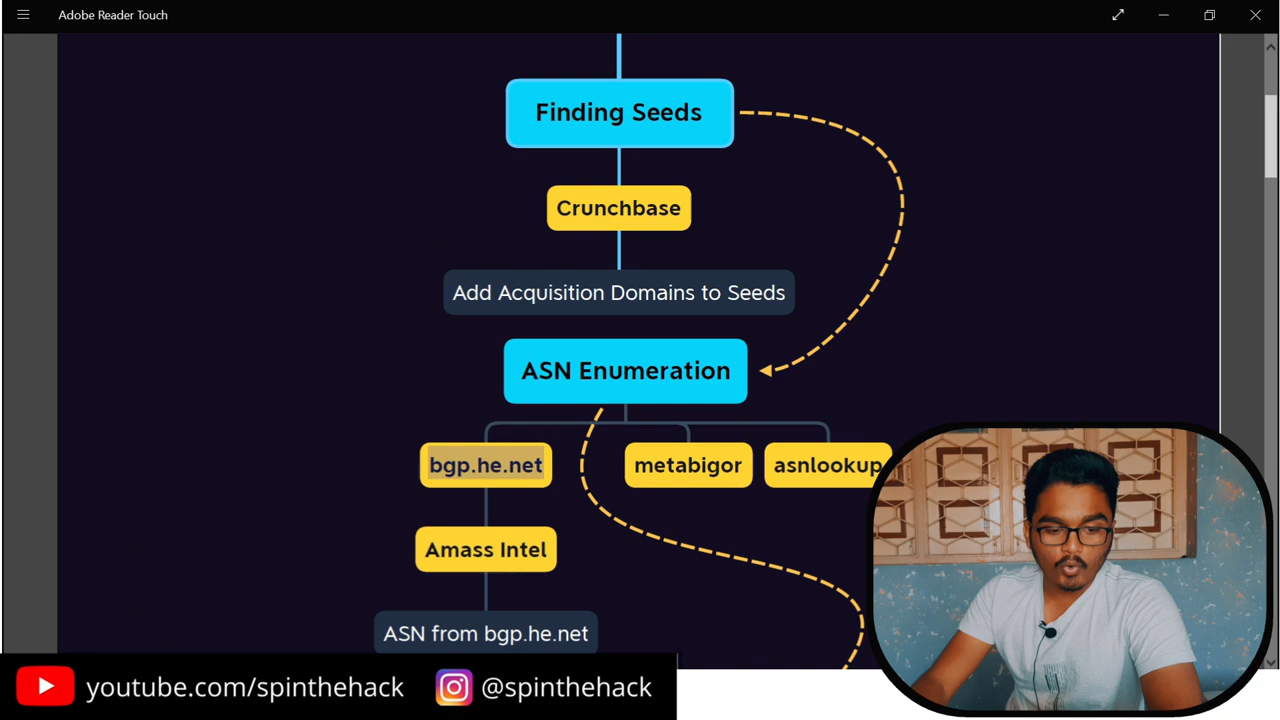 Adobe Reader Touch
Finding Seeds
Crunchbase
Add Acquisition Domains to Seeds
ASN Enumeration
bgp.he.net
metabigor
asnlookup
Amass Intel
ASN from bgp.he.net
youtube.com/spinthehack
@spinthehack